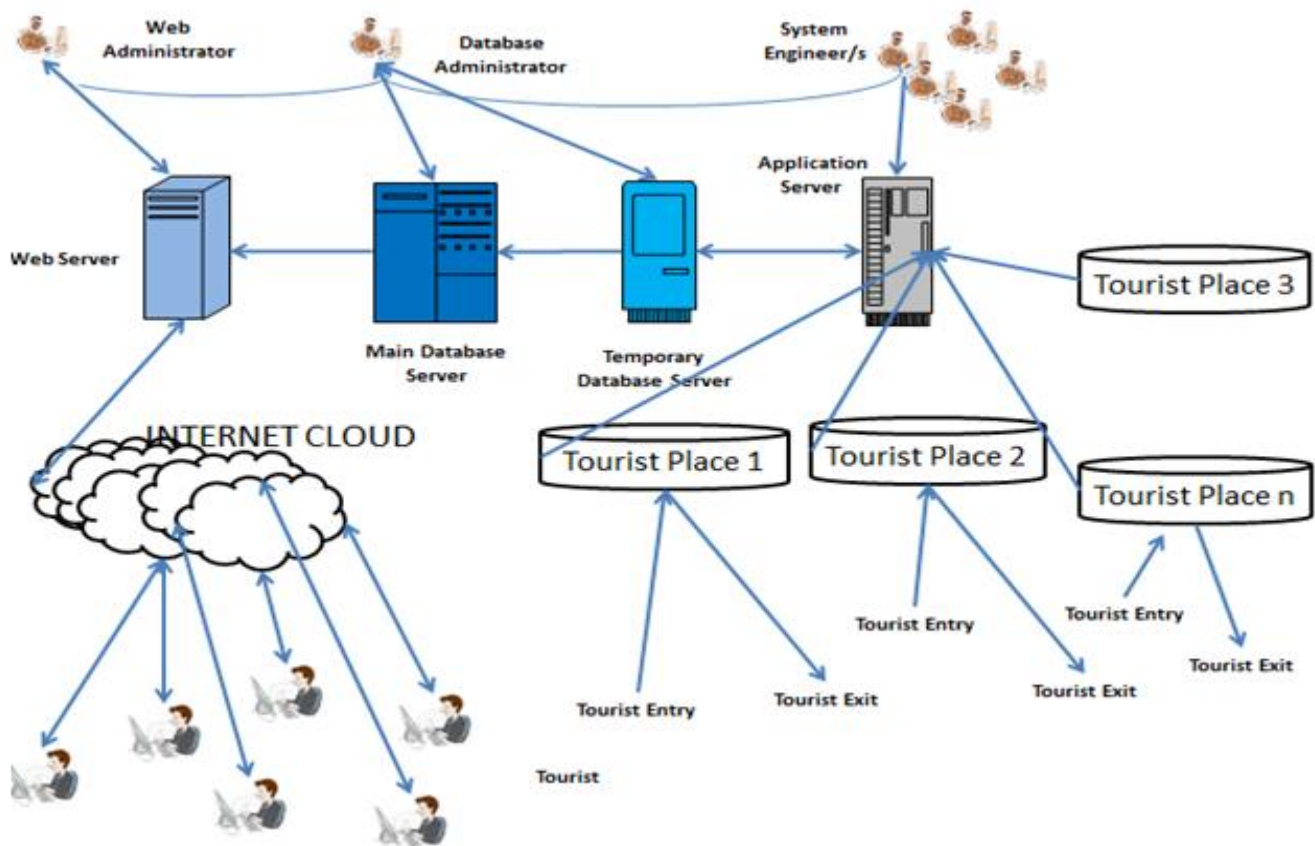 Web
Administrator
Database
Administrator
System
Engineer/s
Application
Server
Web Server
Tourist Place 3
Main Database
Server
Temporary
Database Server
INTERNET CLOUD
Tourist Place 1
Tourist Place 2
Tourist Place n
Tourist Entry
Tourist Exit
Tourist Entry
Tourist Exit
Tourist Entry
Tourist Exit
Tourist